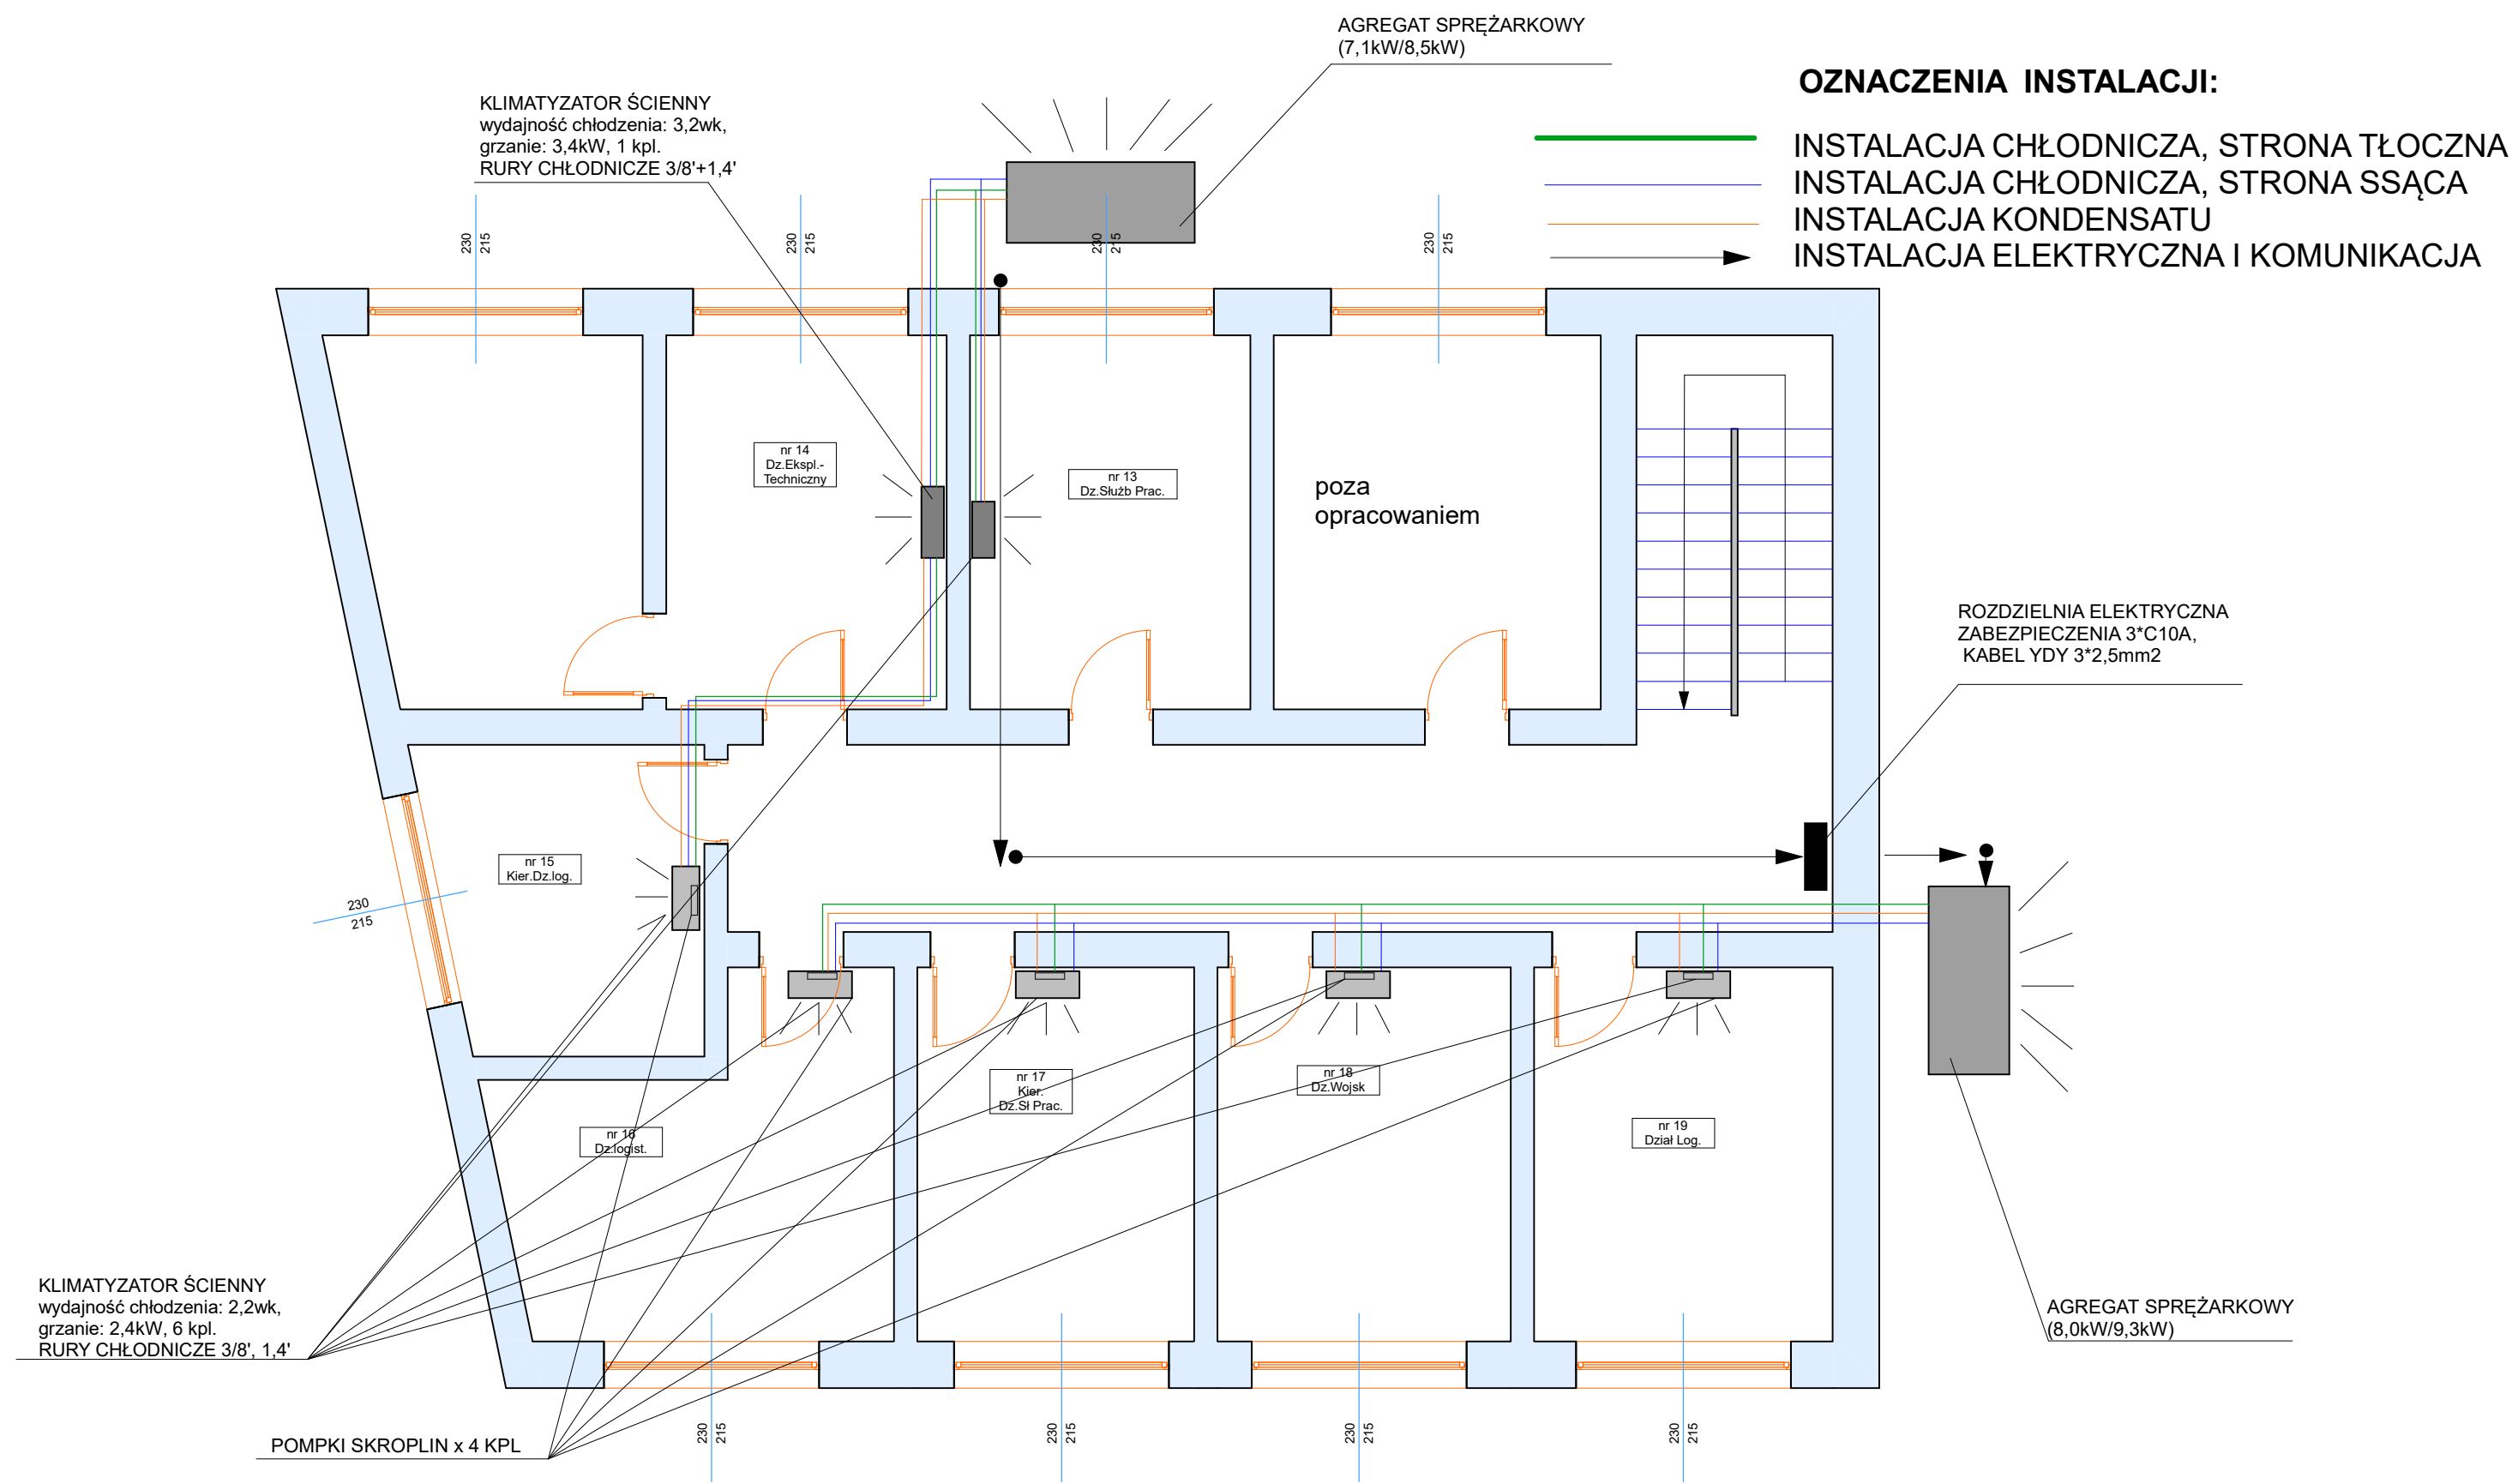 AGREGAT SPRĘŻARKOWY
(7,1kW/8,5kW)
OZNACZENIA INSTALACJI:
INSTALACJA CHŁODNICZA, STRONA TŁOCZNA
INSTALACJA CHŁODNICZA, STRONA SSĄCA
INSTALACJA KONDENSATU
INSTALACJA ELEKTRYCZNA I KOMUNIKACJA
KLIMATYZATOR ŚCIENNY
wydajność chłodzenia: 3,2wk,
grzanie: 3,4kW, 1 kpl.
RURY CHŁODNICZE 3/8'+1,4'
230
215
230
215
230
215
230
215
nr 14
Dz.Ekspl.-
Techniczny
nr 13
Dz.Służb Prac.
poza
opracowaniem
ROZDZIELNIA ELEKTRYCZNA
ZABEZPIECZENIA 3*C10A,
KABEL YDY 3*2,5mm2
nr 15
Kier.Dz.log.
230
215
nr 16
Dz.logist.
nr 17
Kier.
Dz.Sł Prac.
nr 18
Dz.Wojsk
nr 19
Dział Log.
KLIMATYZATOR ŚCIENNY
wydajność chłodzenia: 2,2wk,
grzanie: 2,4kW, 6 kpl.
RURY CHŁODNICZE 3/8', 1,4'
AGREGAT SPRĘŻARKOWY
(8,0kW/9,3kW)
POMPKI SKROPLIN x 4 KPL
230
215
230
215
230
215
230
215